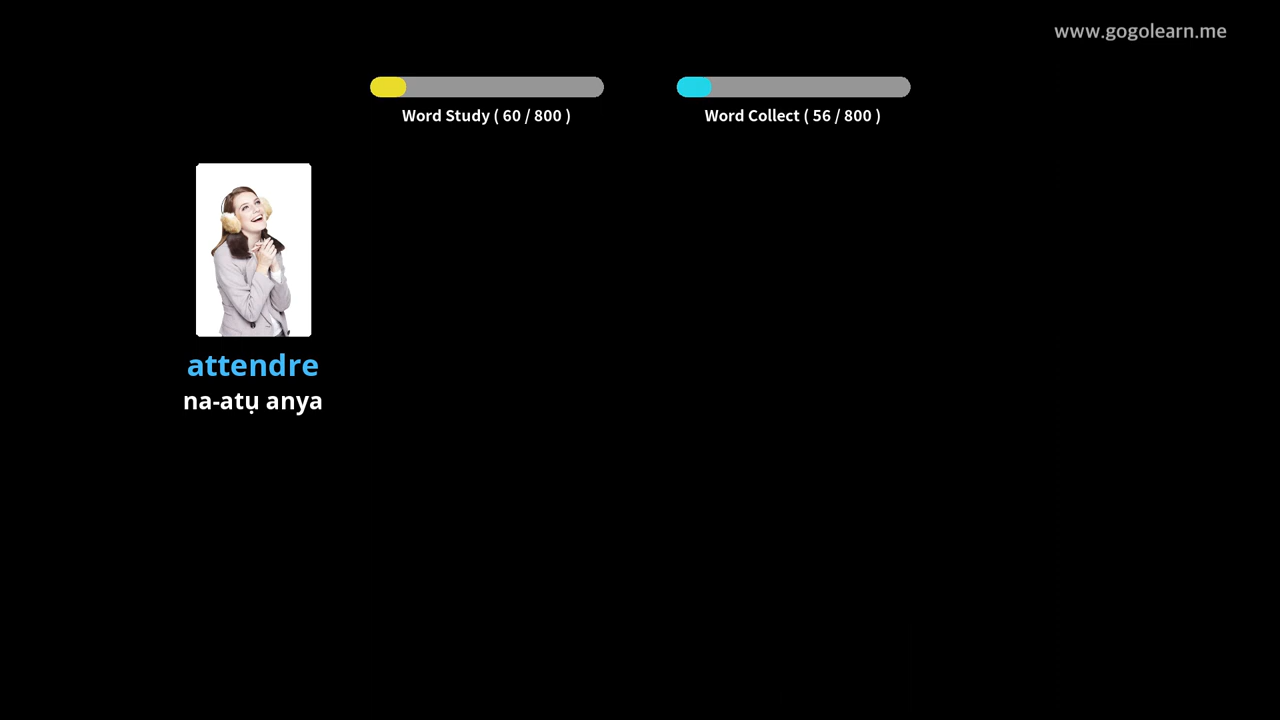 www.gogolearn.me
Word Study ( 60 / 800 )
Word Collect ( 56 / 800 )
attendre
na-atụ anya